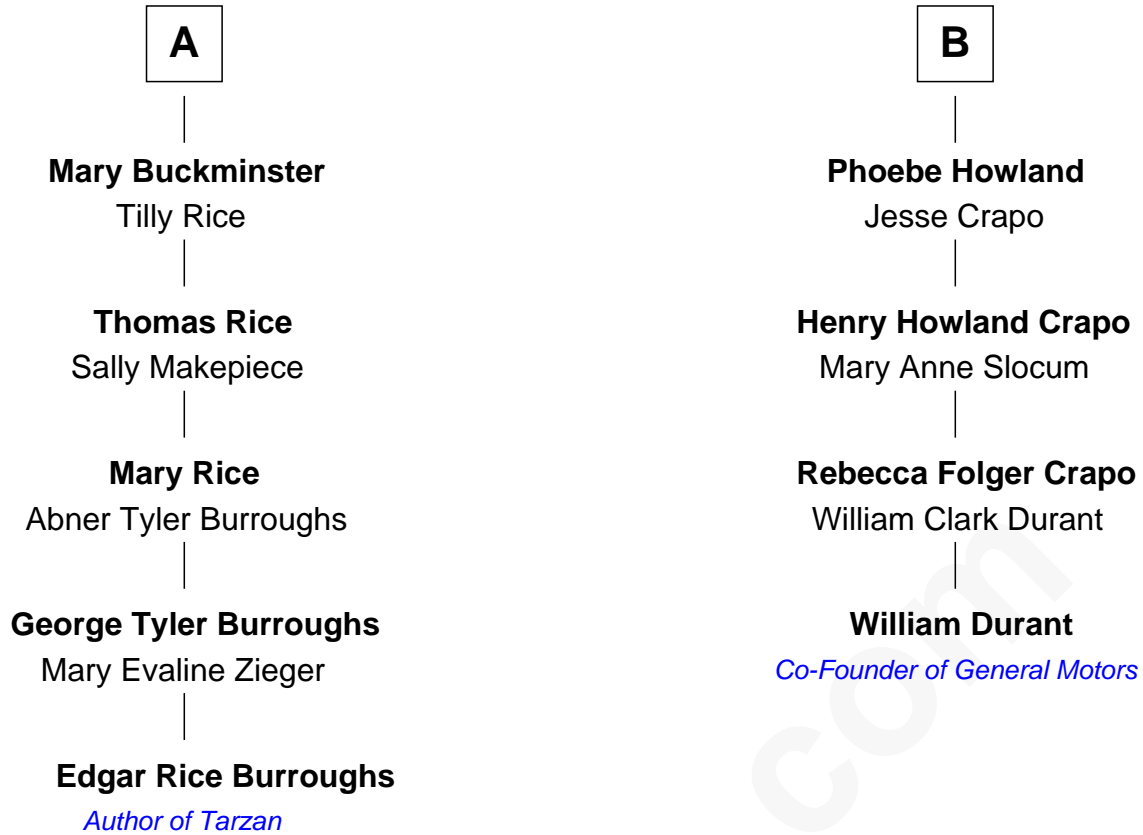 A
Mary Buckminster
Tilly Rice
Thomas Rice
Sally Makepiece
Mary Rice
Abner Tyler Burroughs
George Tyler Burroughs
Mary Evaline Zieger
Edgar Rice Burroughs
Author of Tarzan
B
Phoebe Howland
Jesse Crapo
Henry Howland Crapo
Mary Anne Slocum
Rebecca Folger Crapo
William Clark Durant
William Durant
Co-Founder of General Motors
com